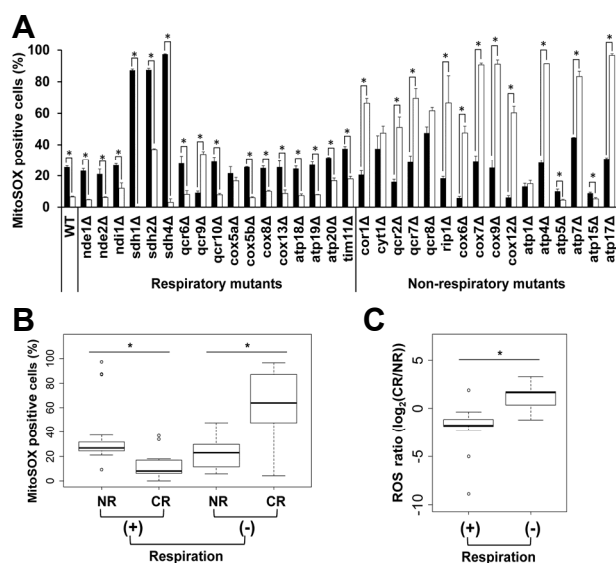 A
MitoSOX positive cells (%)
100
80
60
40
20
0
* * * * * * * * * * * * * * * * * * * * * * * * * * * * *
WT nde1Δ nde2Δ ndi1Δ sdh1Δ sdh2Δ sdh4Δ qcr6Δ qcr9Δ qcr10Δ cox5aΔ cox5bΔ cox8Δ cox13Δ atp18Δ atp19Δ atp20Δ tim11Δ cor1Δ cyt1Δ qcr2Δ qcr7Δ qcr8Δ rip1Δ cox6Δ cox7Δ cox9Δ cox12Δ atp1Δ atp4Δ atp5Δ atp7Δ atp15Δ atp17Δ
Respiratory mutants Non-respiratory mutants
B
MitoSOX positive cells (%)
100
80
60
40
20
0
* *
NR CR NR CR
(+) (-)
Respiration
C
ROS ratio (log₂(CR/NR))
5
0
-5
-10
*
(+) (-)
Respiration